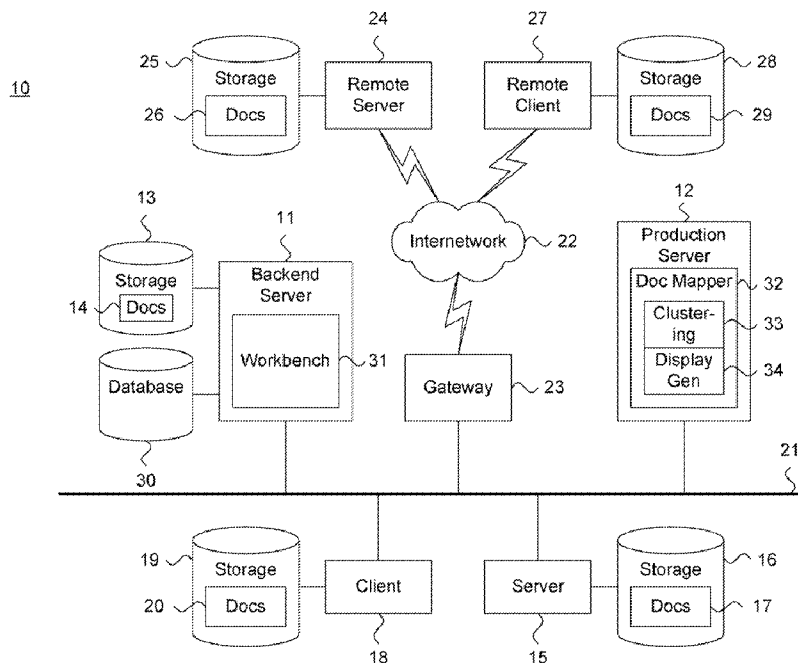 24
27
25
Storage
26
Docs
Remote
Server
Remote
Client
28
Storage
Docs
29
10
13
11
12
Storage
14
Docs
Backend
Server
Workbench
31
Database
30
Internetwork
22
Gateway
23
Production
Server
Doc Mapper
32
Cluster-
ing
33
Display
Gen
34
21
19
Storage
20
Docs
Client
18
Server
15
16
Storage
Docs
17